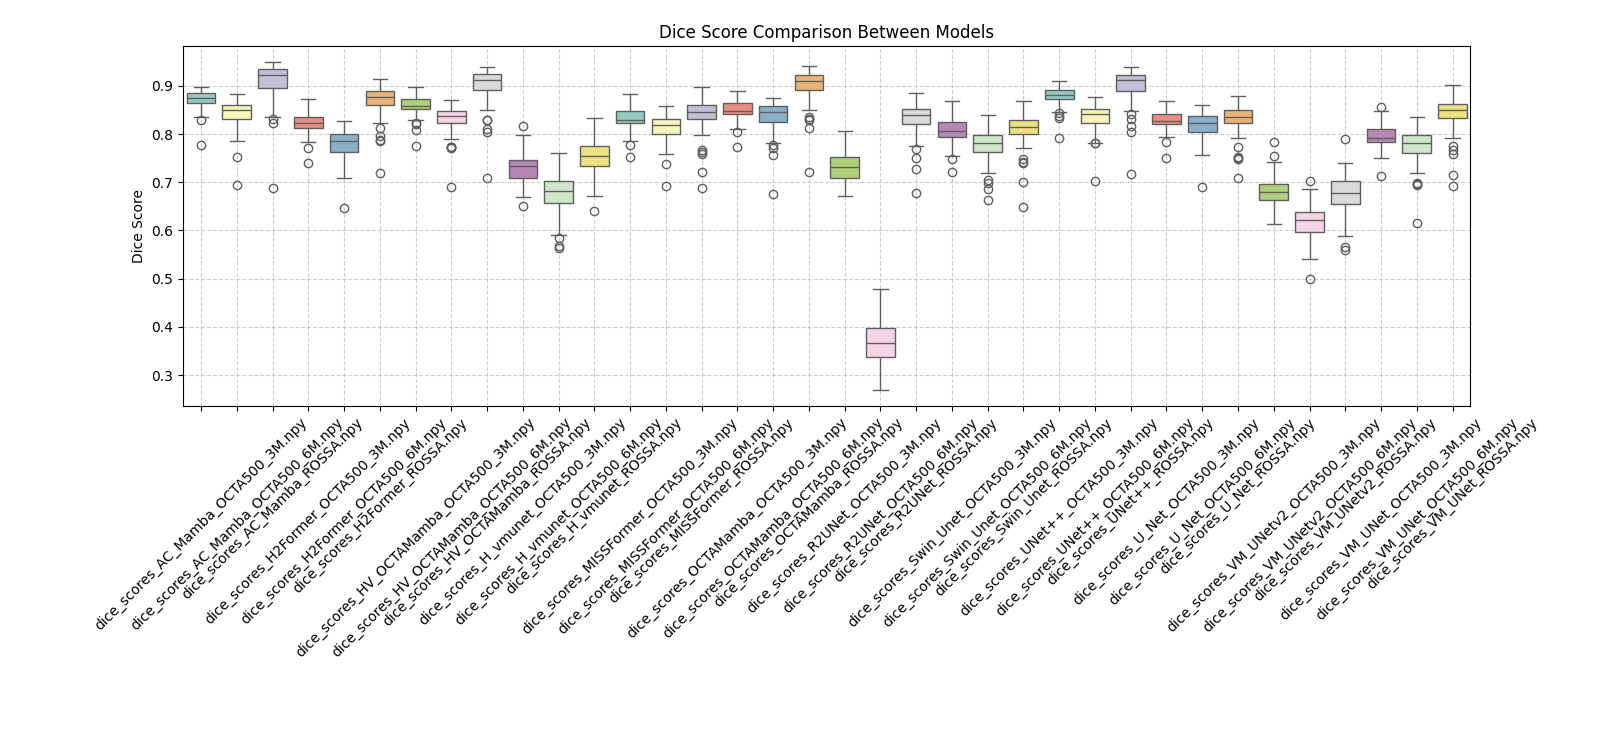 Dice Score Comparison Between Models
Dice Score
0.9
0.8
0.7
0.6
0.5
0.4
0.3
dice_scores_AC_Mamba_OCTA500_3M.npy
dice_scores_AC_Mamba_OCTA500_6M.npy
dice_scores_AC_Mamba_ROSSA.npy
dice_scores_H2Former_OCTA500_3M.npy
dice_scores_H2Former_OCTA500_6M.npy
dice_scores_H2Former_ROSSA.npy
dice_scores_HV_OCTAMamba_OCTA500_3M.npy
dice_scores_HV_OCTAMamba_OCTA500_6M.npy
dice_scores_HV_OCTAMamba_ROSSA.npy
dice_scores_H_vmunet_OCTA500_3M.npy
dice_scores_H_vmunet_OCTA500_6M.npy
dice_scores_H_vmunet_ROSSA.npy
dice_scores_MISSFormer_OCTA500_3M.npy
dice_scores_MISSFormer_OCTA500_6M.npy
dice_scores_MISSFormer_ROSSA.npy
dice_scores_OCTAMamba_OCTA500_3M.npy
dice_scores_OCTAMamba_OCTA500_6M.npy
dice_scores_OCTAMamba_ROSSA.npy
dice_scores_R2UNet_OCTA500_3M.npy
dice_scores_R2UNet_OCTA500_6M.npy
dice_scores_R2UNet_ROSSA.npy
dice_scores_Swin_Unet_OCTA500_3M.npy
dice_scores_Swin_Unet_OCTA500_6M.npy
dice_scores_Swin_Unet_ROSSA.npy
dice_scores_UNet++_OCTA500_3M.npy
dice_scores_UNet++_OCTA500_6M.npy
dice_scores_UNet++_ROSSA.npy
dice_scores_U_Net_OCTA500_3M.npy
dice_scores_U_Net_OCTA500_6M.npy
dice_scores_U_Net_ROSSA.npy
dice_scores_VM_UNetv2_OCTA500_3M.npy
dice_scores_VM_UNetv2_OCTA500_6M.npy
dice_scores_VM_UNetv2_ROSSA.npy
dice_scores_VM_UNet_OCTA500_3M.npy
dice_scores_VM_UNet_OCTA500_6M.npy
dice_scores_VM_UNet_ROSSA.npy